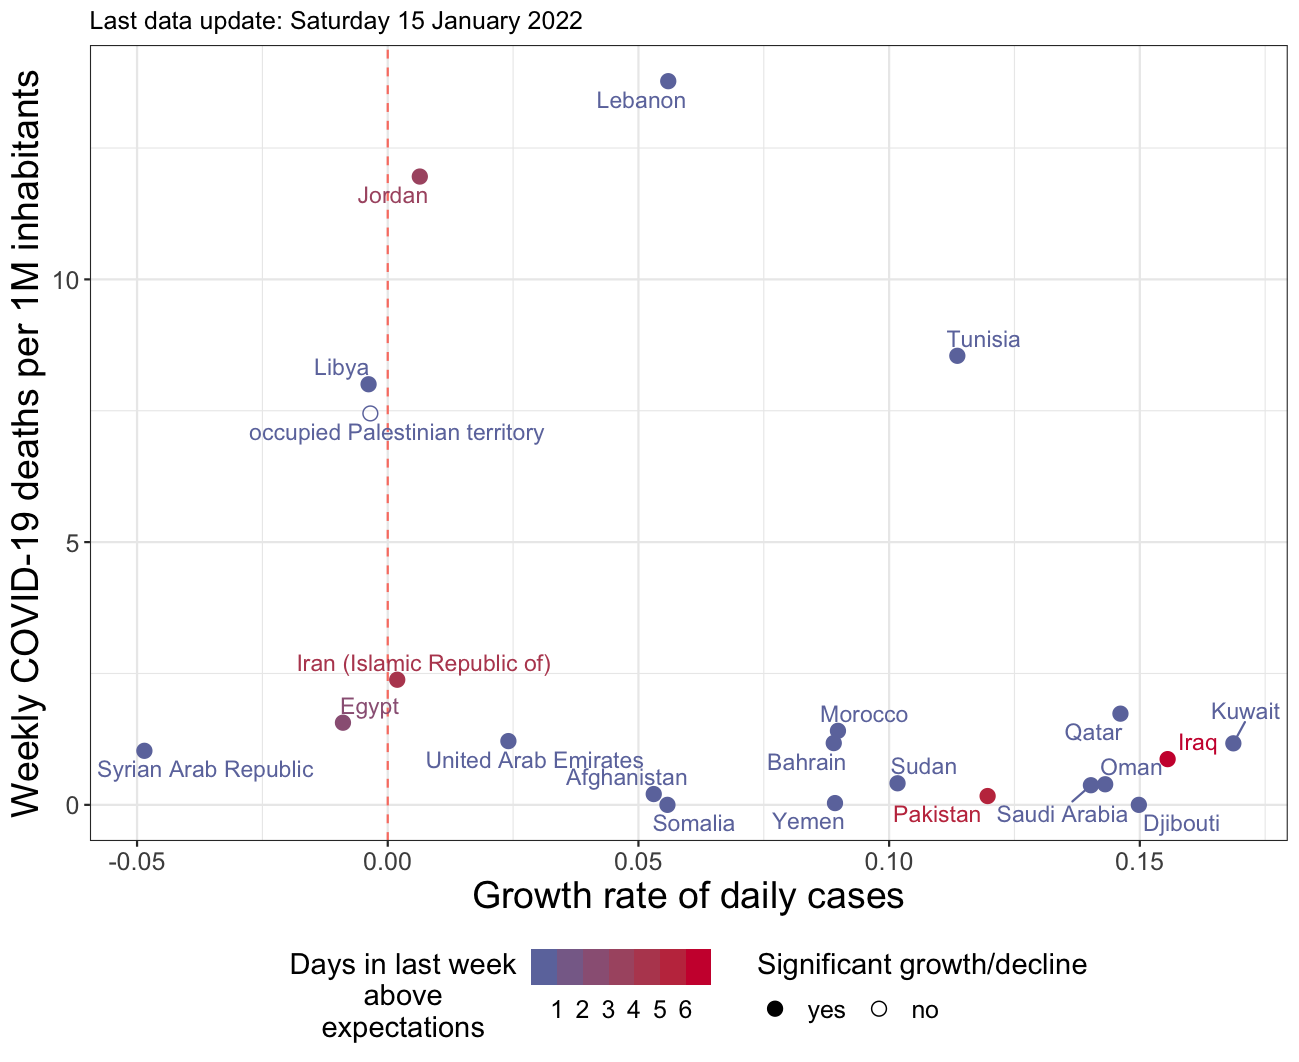 Last data update: Saturday 15 January 2022
Weekly COVID-19 deaths per 1M inhabitants
10
5
0
Lebanon
Jordan
Tunisia
Libya
occupied Palestinian territory
Iran (Islamic Republic of)
Egypt
Morocco
Kuwait
Qatar
Iraq
United Arab Emirates
Bahrain
Syrian Arab Republic
Afghanistan
Sudan
Oman
Somalia
Yemen
Pakistan
Saudi Arabia
Djibouti
-0.05
0.00
0.05
0.10
0.15
Growth rate of daily cases
Days in last week
above
expectations
1 2 3 4 5 6
Significant growth/decline
yes
no